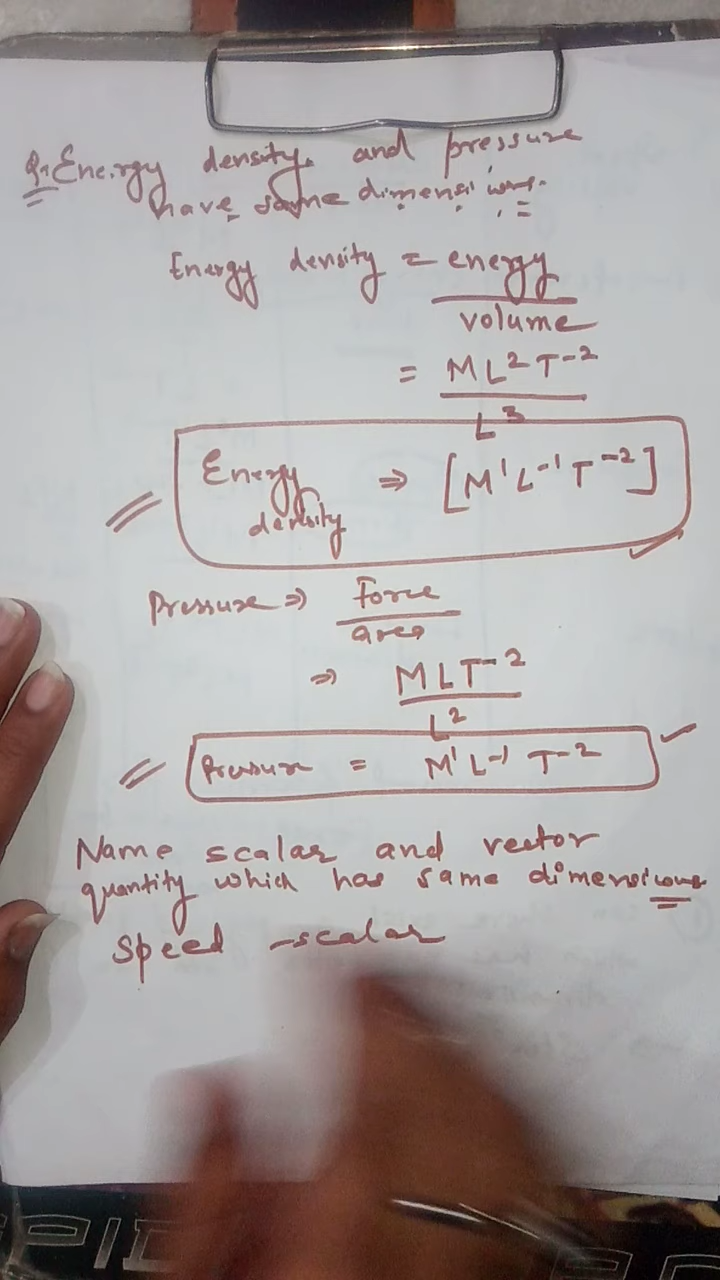 Q. Energy density and pressure
have same dimensions.
Energy density = energy
volume
= ML²T⁻²
L³
Energy density ⇒ [M¹L⁻¹T⁻²]
Pressure ⇒ Force
area
⇒ MLT⁻²
L²
Pressure = M¹L⁻¹T⁻²
Name scalar and vector
quantity which has same dimensions
Speed - scalar